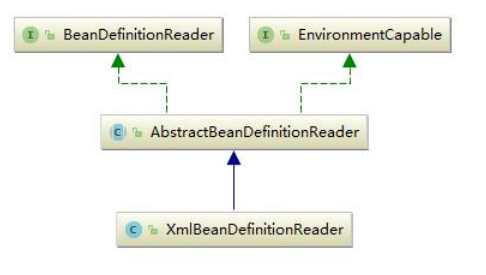 I BeanDefinitionReader
I EnvironmentCapable
C AbstractBeanDefinitionReader
C XmlBeanDefinitionReader